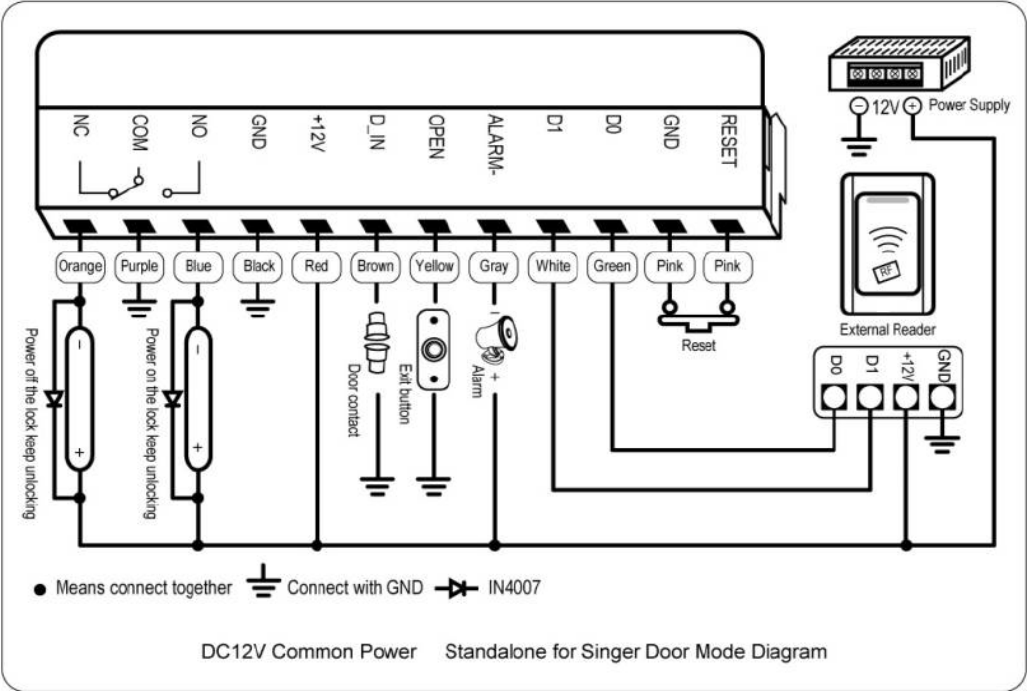 NC COM NO GND +12V D_IN OPEN ALARM- D1 D0 GND RESET
⊖ 12V ⊕ Power Supply
Orange Purple Blue Black Red Brown Yellow Gray White Green Pink Pink
RF
External Reader
Reset
D0 D1 +12V GND
Power off the lock keep unlocking
− +
Power on the lock keep unlocking
− +
Door contact
Exit button
− +
Alarm
● Means connect together Connect with GND IN4007
DC12V Common Power Standalone for Singer Door Mode Diagram